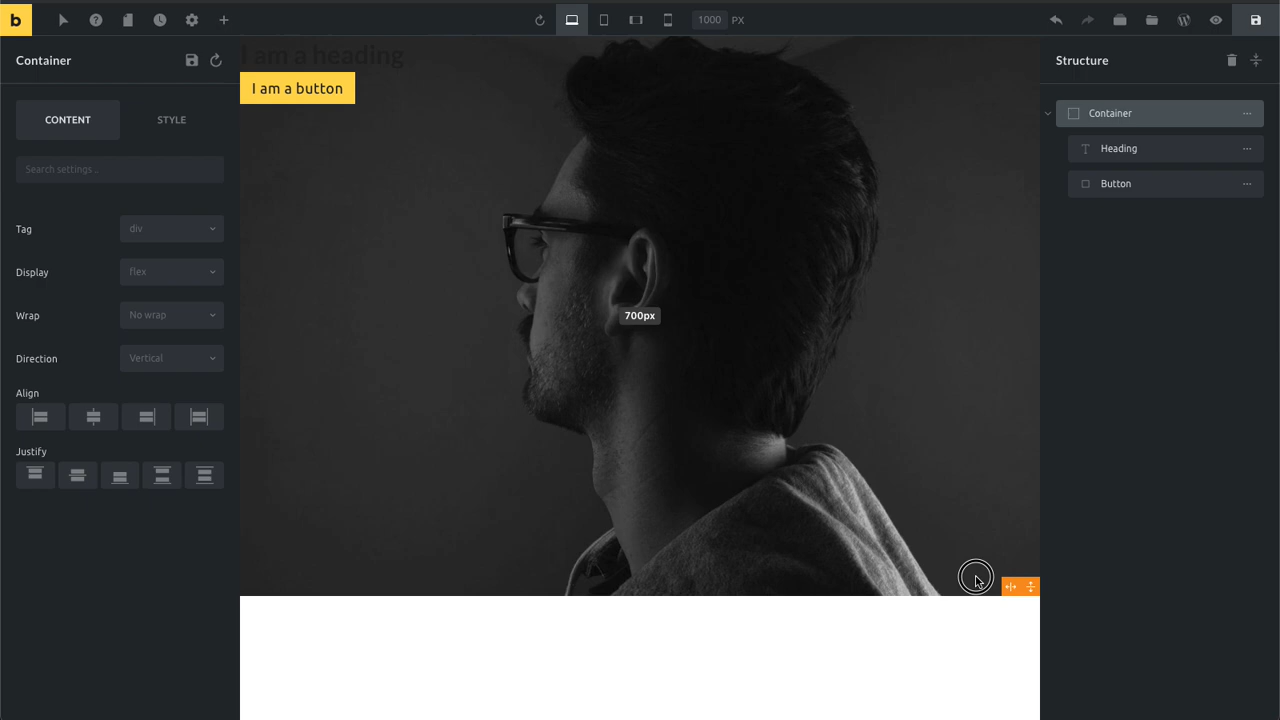 b
1000 PX
Container
Structure
I am a heading
I am a button
CONTENT
STYLE
Search settings ..
Tag
div
Display
flex
Wrap
No wrap
Direction
Vertical
Align
Justify
700px
Container
Heading
Button